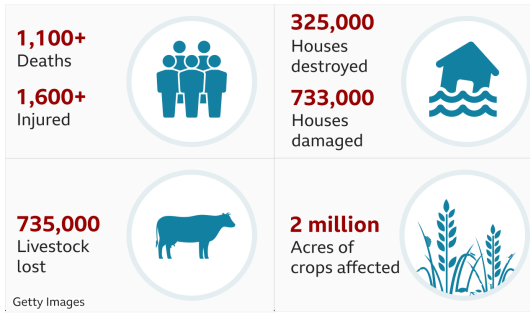 1,100+
Deaths
1,600+
Injured
325,000
Houses
destroyed
733,000
Houses
damaged
735,000
Livestock
lost
2 million
Acres of
crops affected
Getty Images